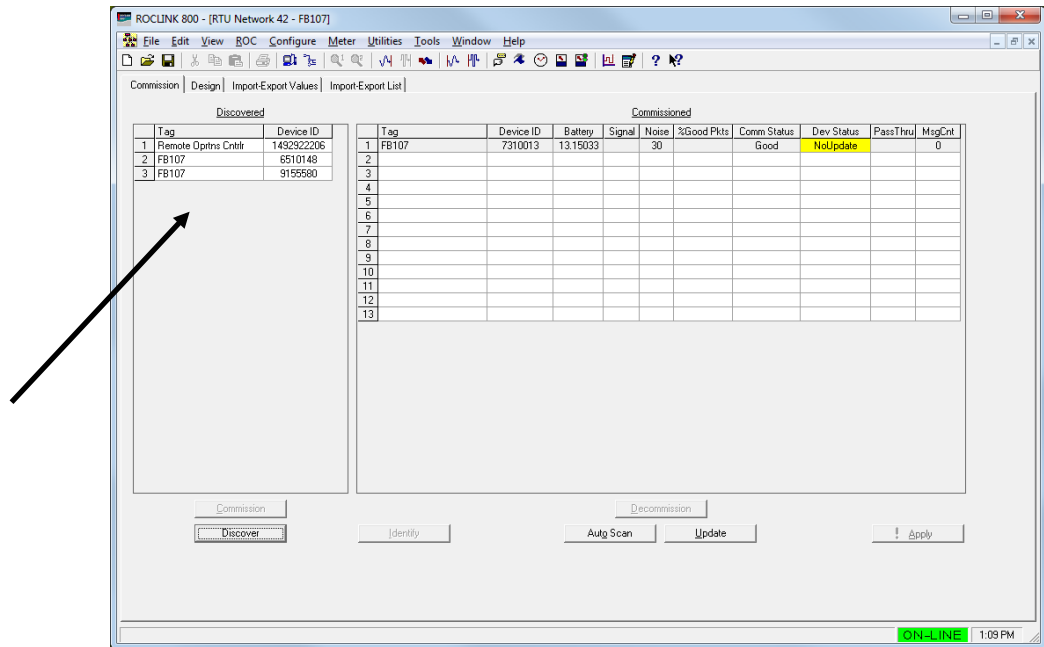 ROCLINK 800 - [RTU Network 42 - FB107]
File Edit View ROC Configure Meter Utilities Tools Window Help
Commission Design Import-Export Values Import-Export List
Discovered Commissioned
Tag Device ID Tag Device ID Battery Signal Noise %Good Pkts Comm Status Dev Status PassThru MsgCnt
1 Remote Oprtns Cntrlr 1492922206 1 FB107 7310013 13.15033 30 Good NoUpdate 0
2 FB107 6510148 2
3 FB107 9155580 3
4
5
6
7
8
9
10
11
12
13
Commission Decommission
Discover Identify Auto Scan Update ! Apply
ON-LINE 1:09 PM